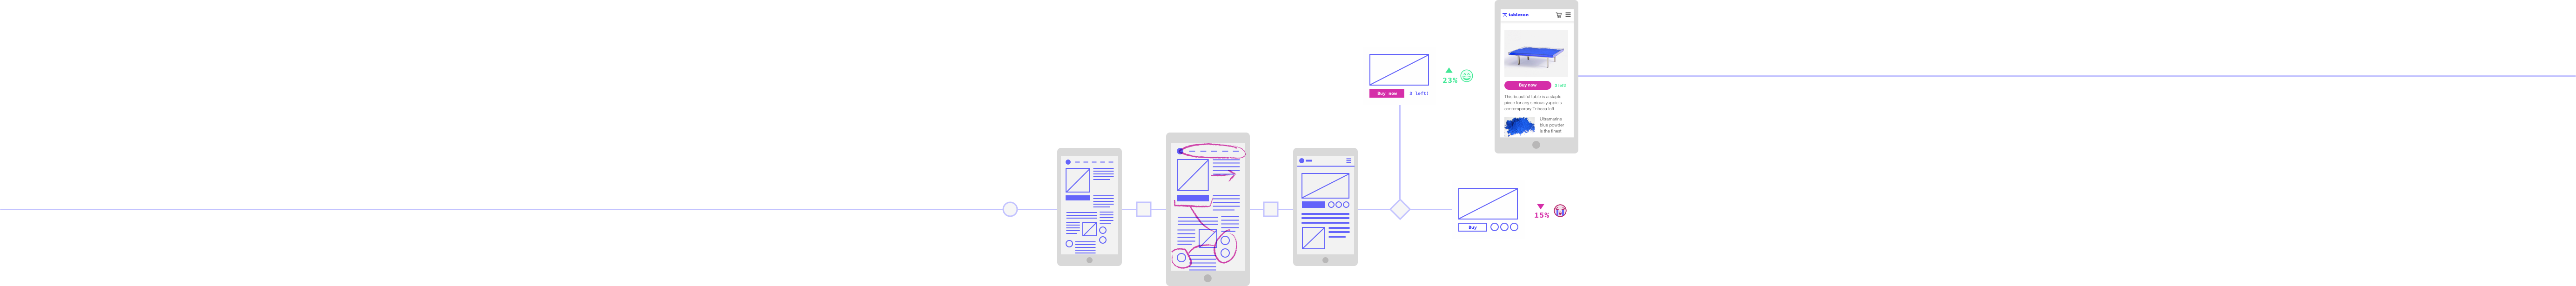 Buy now
3 left!
23%
Buy
15%
tablezon
Buy now
3 left!
This beautiful table is a staple
piece for any serious yuppie's
contemporary Tribeca loft.
Ultramarine
blue powder
is the finest